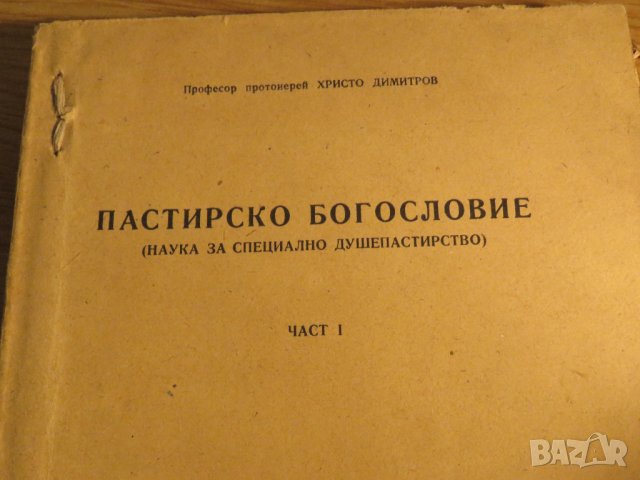 Професор протоиерей ХРИСТО ДИМИТРОВ
ПАСТИРСКО БОГОСЛОВИЕ
(НАУКА ЗА СПЕЦИАЛНО ДУШЕПАСТИРСТВО)
ЧАСТ I
BAZAR